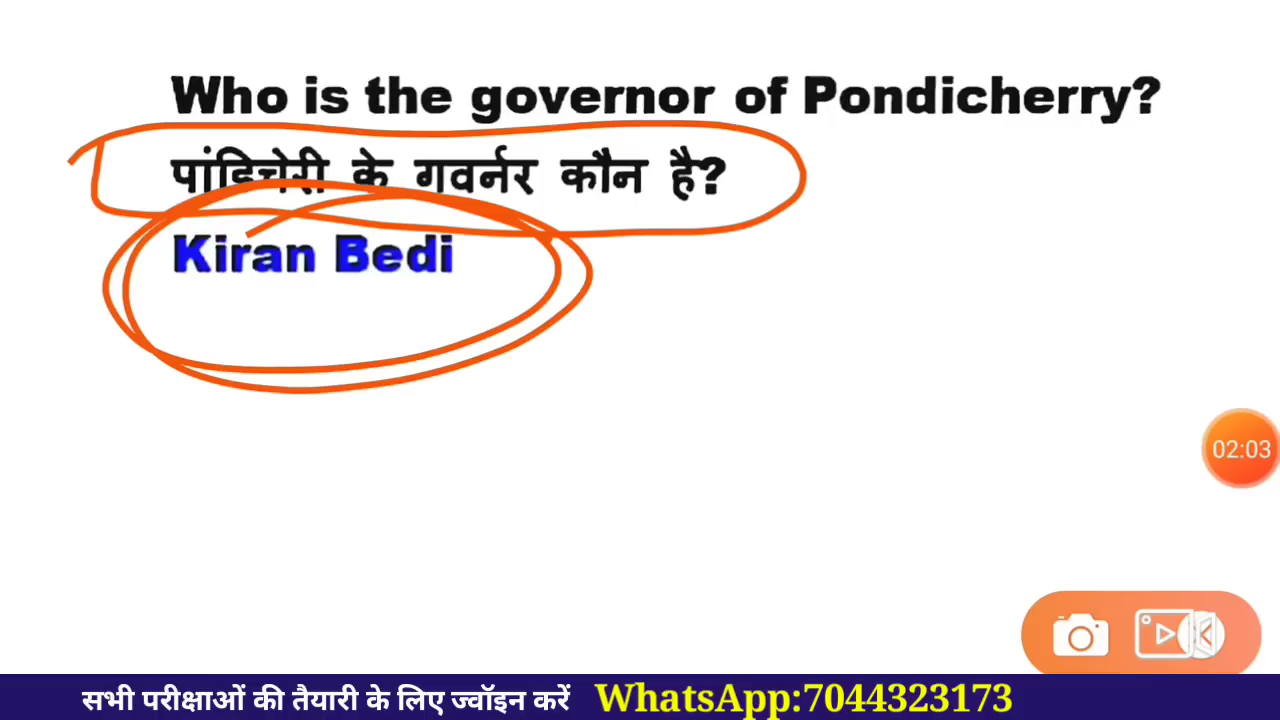 Who is the governor of Pondicherry?
पांडिचेरी के गवर्नर कौन है?
Kiran Bedi
02:03
सभी परीक्षाओं की तैयारी के लिए ज्वॉइन करें WhatsApp:7044323173